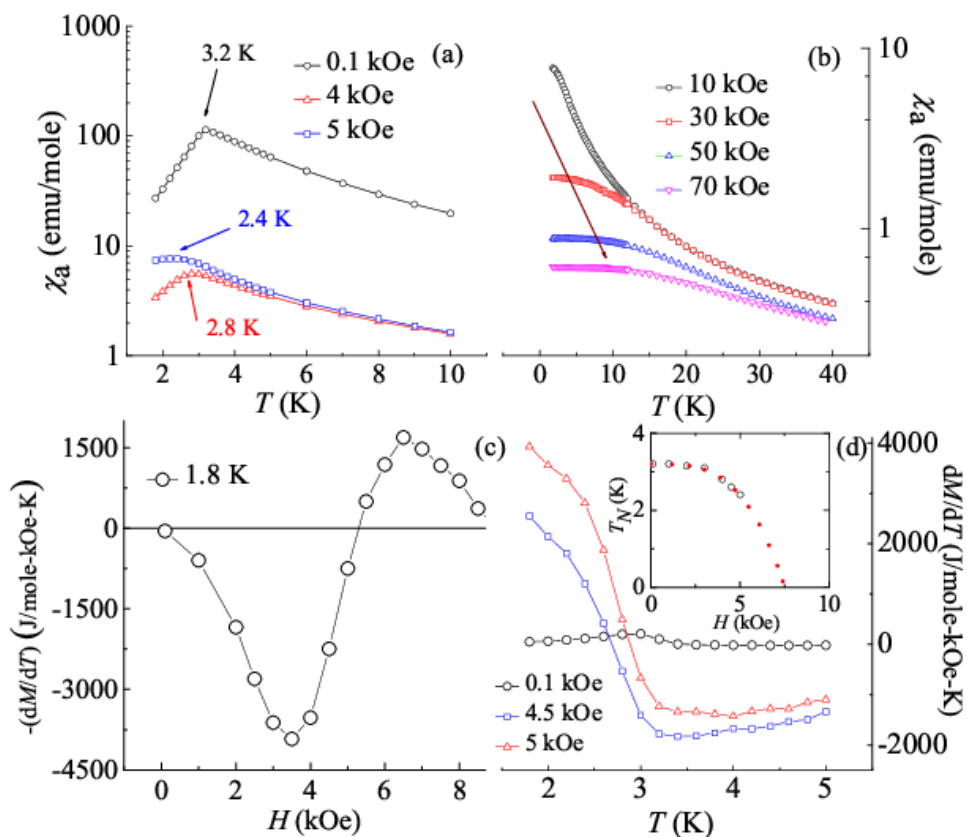 1000
100
10
1
χa (emu/mole)
3.2 K
(a)
0.1 kOe
4 kOe
5 kOe
2.4 K
2.8 K
2 4 6 8 10
T (K)
(b)
10 kOe
30 kOe
50 kOe
70 kOe
10
1
χa (emu/mole)
0 10 20 30 40
T (K)
1500
0
-1500
-3000
-4500
-(dM/dT) (J/mole-kOe-K)
(c)
1.8 K
0 2 4 6 8
H (kOe)
(d)
4
2
0
TN (K)
0 5 10
H (kOe)
0.1 kOe
4.5 kOe
5 kOe
4000
2000
0
-2000
dM/dT (J/mole-kOe-K)
2 3 4 5
T (K)